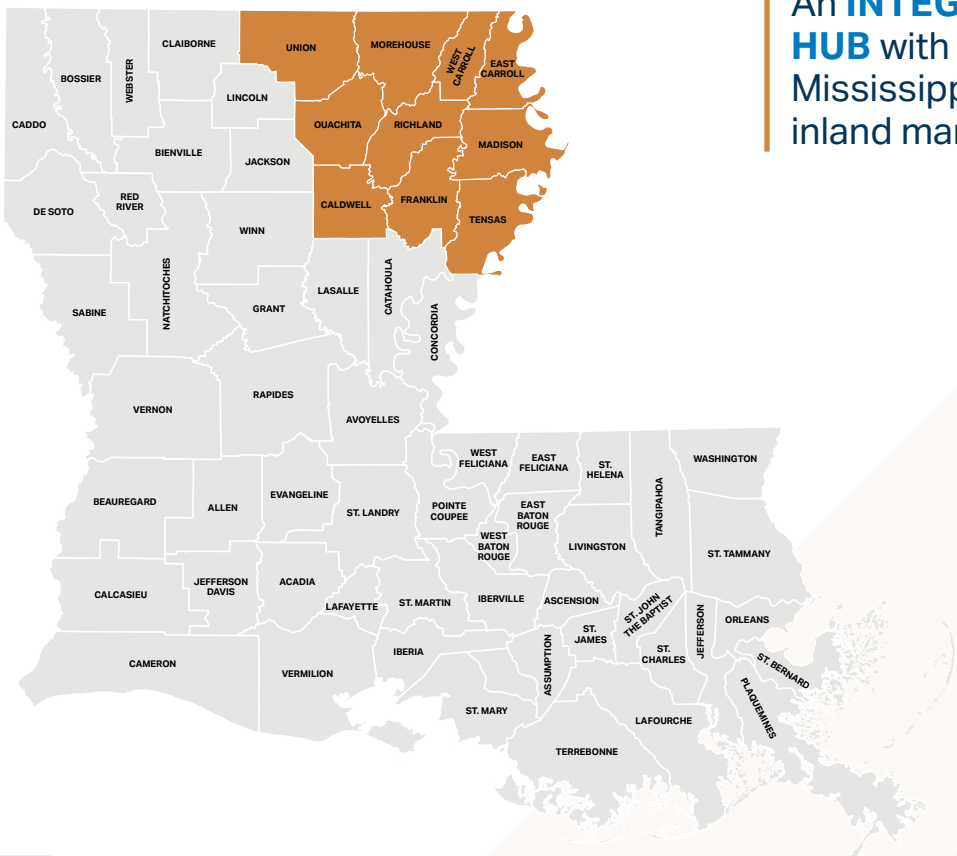 An INTEG
HUB with
Mississipp
inland mar
CLAIBORNE
UNION
MOREHOUSE
WEST
CARROLL
EAST
CARROLL
BOSSIER
WEBSTER
LINCOLN
CADDO
OUACHITA
RICHLAND
MADISON
BIENVILLE
JACKSON
DE SOTO
RED
RIVER
CALDWELL
FRANKLIN
TENSAS
WINN
NATCHITOCHES
LASALLE
CATAHOULA
SABINE
GRANT
CONCORDIA
VERNON
RAPIDES
AVOYELLES
WEST
FELICIANA
EAST
FELICIANA
ST.
HELENA
WASHINGTON
TANGIPAHOA
BEAUREGARD
ALLEN
EVANGELINE
ST. LANDRY
POINTE
COUPEE
EAST
BATON
ROUGE
WEST
BATON
ROUGE
LIVINGSTON
ST. TAMMANY
CALCASIEU
JEFFERSON
DAVIS
ACADIA
LAFAYETTE
ST. MARTIN
IBERVILLE
ASCENSION
ST. JOHN
THE BAPTIST
ST.
JAMES
JEFFERSON
ORLEANS
CAMERON
VERMILION
IBERIA
ASSUMPTION
ST.
CHARLES
ST. BERNARD
PLAQUEMINES
ST. MARY
LAFOURCHE
TERREBONNE